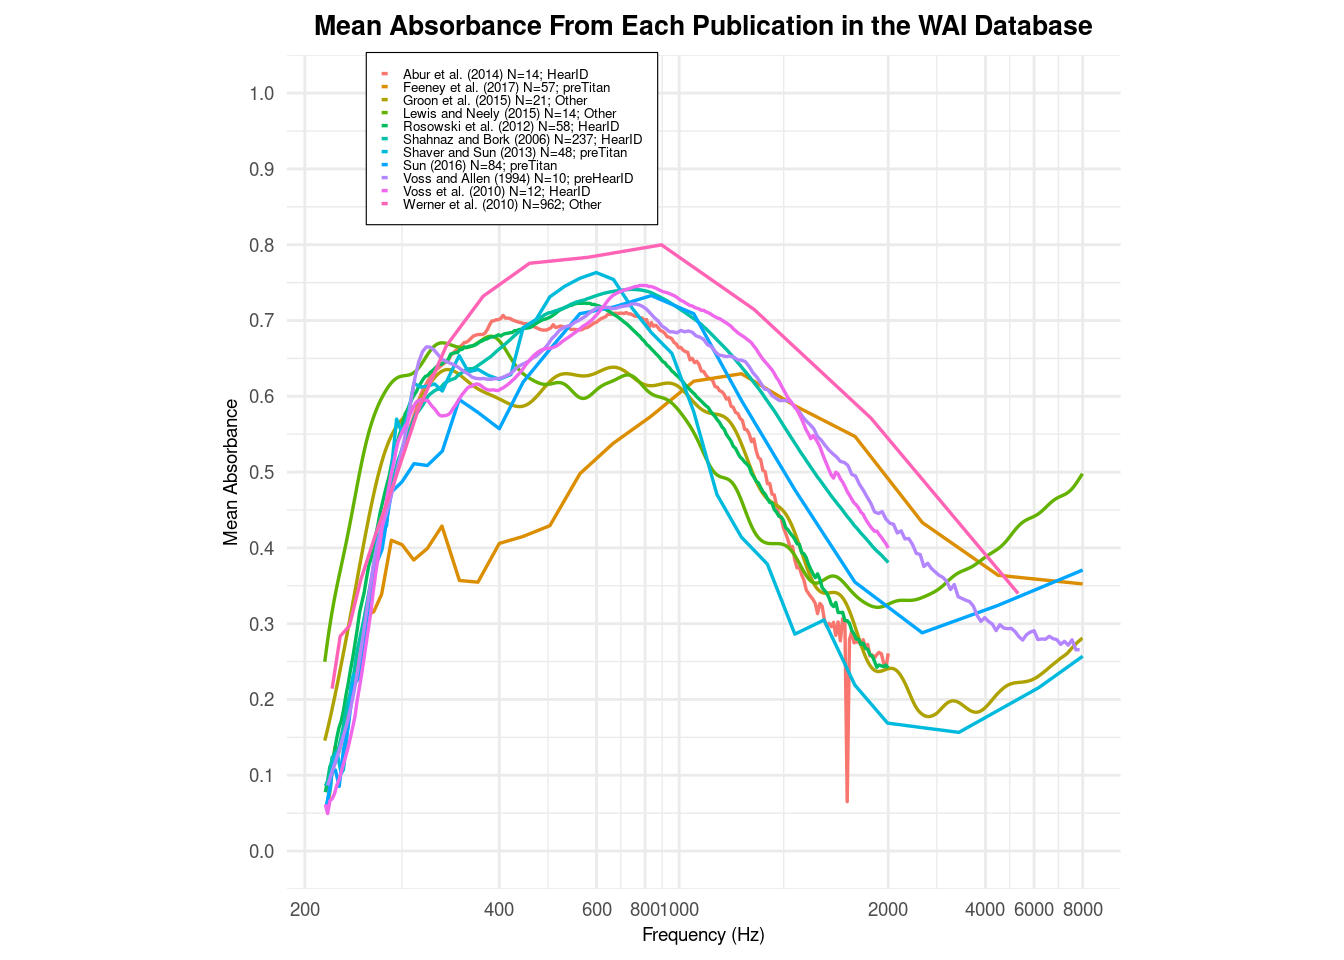 Mean Absorbance From Each Publication in the WAI Database
Abur et al. (2014) N=14; HearID
Feeney et al. (2017) N=57; preTitan
Groon et al. (2015) N=21; Other
Lewis and Neely (2015) N=14; Other
Rosowski et al. (2012) N=58; HearID
Shahnaz and Bork (2006) N=237; HearID
Shaver and Sun (2013) N=48; preTitan
Sun (2016) N=84; preTitan
Voss and Allen (1994) N=10; preHearID
Voss et al. (2010) N=12; HearID
Werner et al. (2010) N=962; Other
Mean Absorbance
1.0
0.9
0.8
0.7
0.6
0.5
0.4
0.3
0.2
0.1
0.0
200 400 600 800 1000 2000 4000 6000 8000
Frequency (Hz)